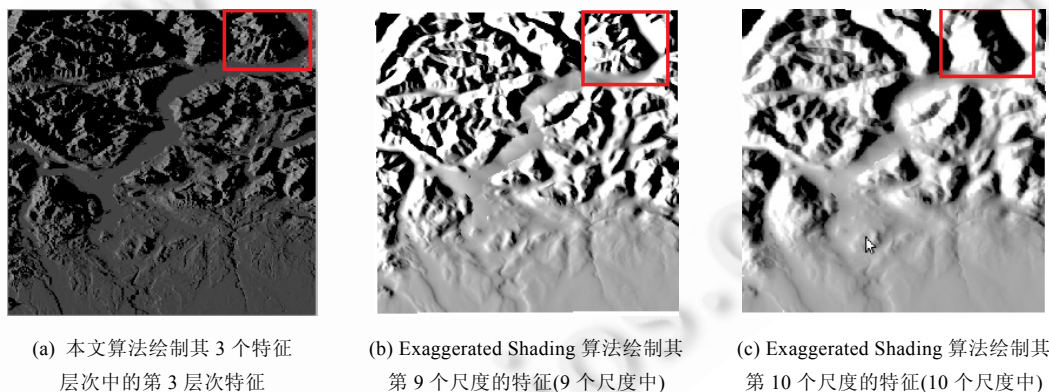 (a) 本文算法绘制其 3 个特征
层次中的第 3 层次特征
(b) Exaggerated Shading 算法绘制其
第 9 个尺度的特征(9 个尺度中)
(c) Exaggerated Shading 算法绘制其
第 10 个尺度的特征(10 个尺度中)